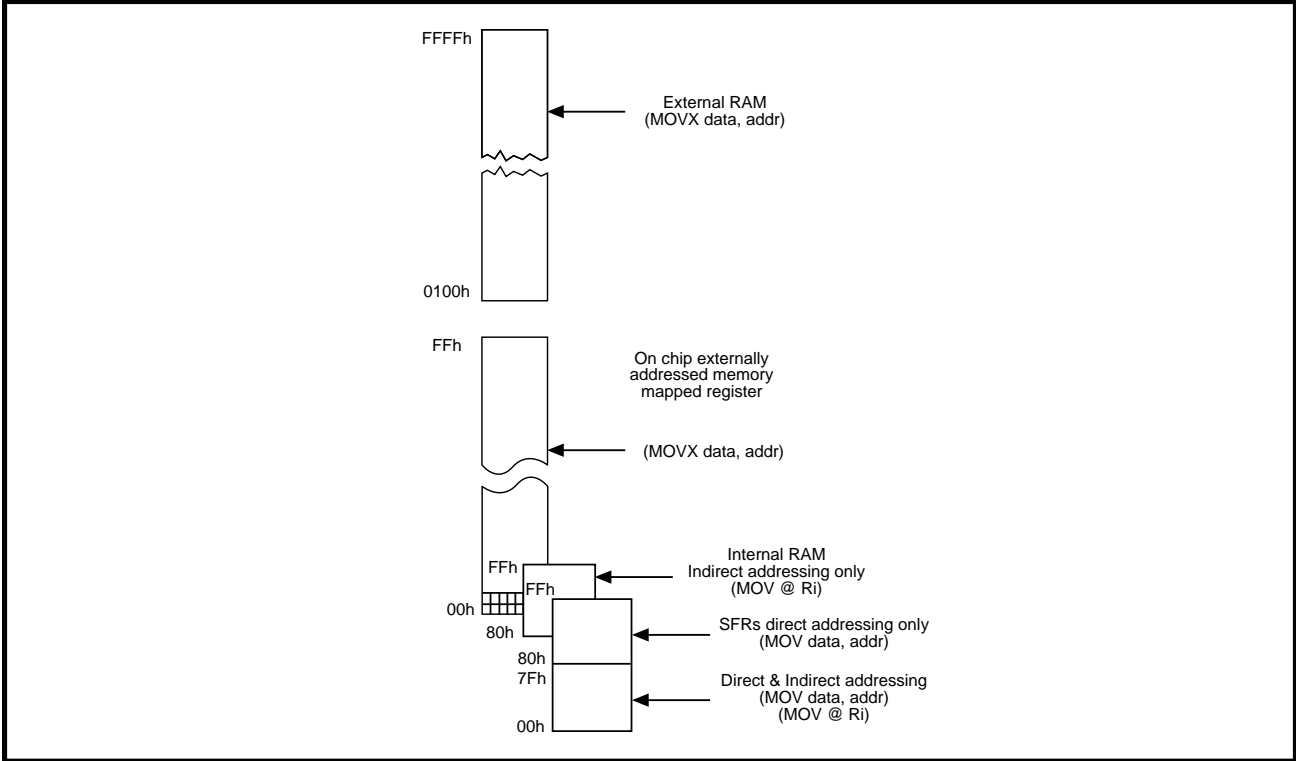 FFFFh
External RAM
(MOVX data, addr)
0100h
FFh
On chip externally
addressed memory
mapped register
(MOVX data, addr)
Internal RAM
Indirect addressing only
(MOV @ Ri)
FFh
FFh
00h
80h
SFRs direct addressing only
(MOV data, addr)
80h
7Fh
Direct & Indirect addressing
(MOV data, addr)
(MOV @ Ri)
00h